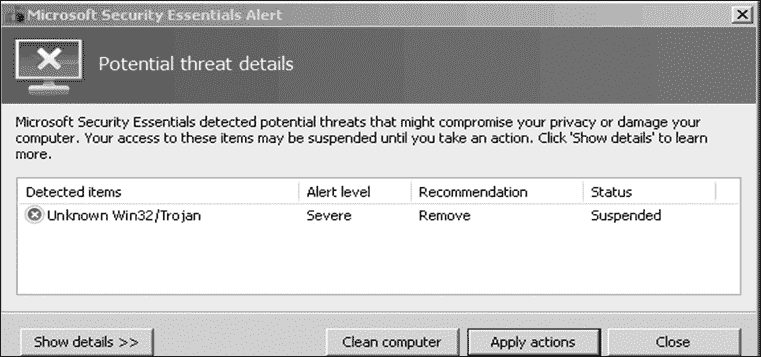 Microsoft Security Essentials Alert
Potential threat details
Microsoft Security Essentials detected potential threats that might compromise your privacy or damage your
computer. Your access to these items may be suspended until you take an action. Click 'Show details' to learn
more.
Detected items Alert level Recommendation Status
Unknown Win32/Trojan Severe Remove Suspended
Show details >> Clean computer Apply actions Close